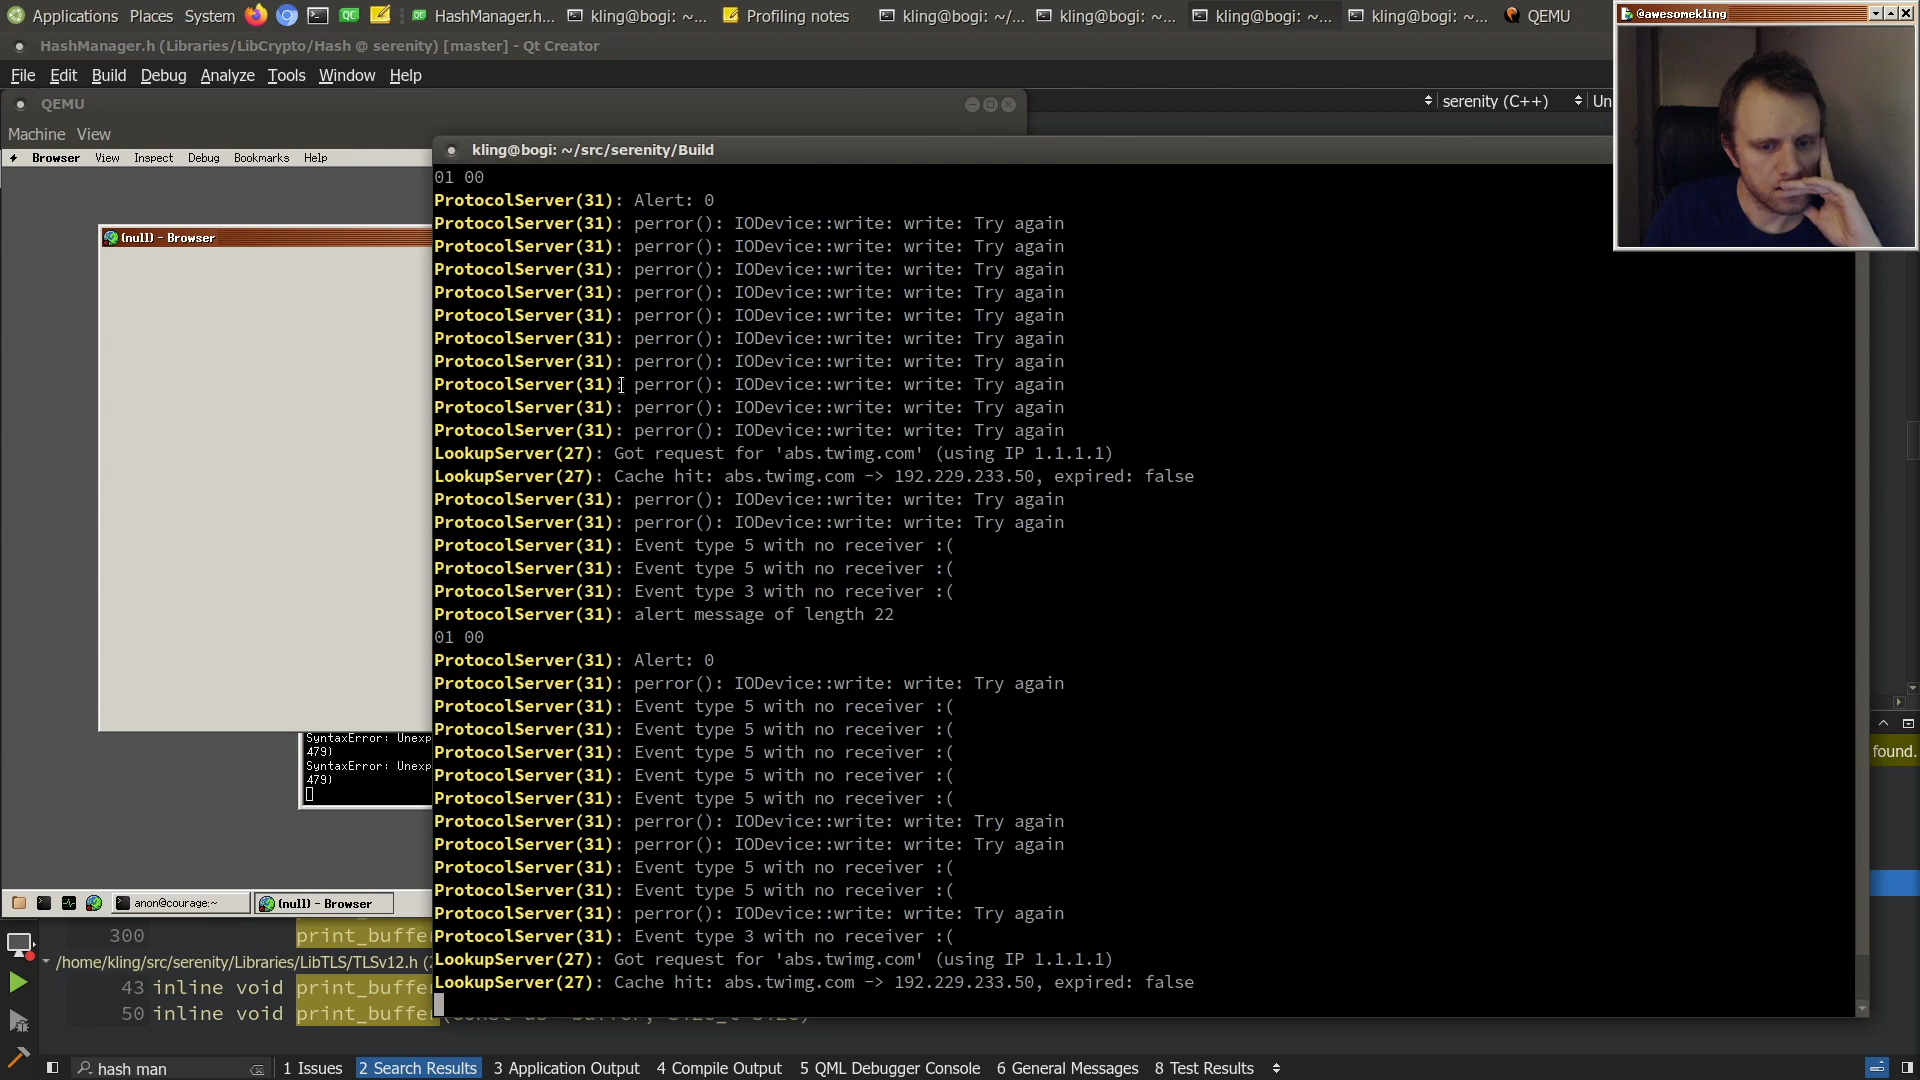 Applications Places System HashManager.h... kling@bogi: ~... Profiling notes kling@bogi: ~/... kling@bogi: ~... kling@bogi: ~... kling@bogi: ~... QEMU
@awesomekling
HashManager.h (Libraries/LibCrypto/Hash @ serenity) [master] - Qt Creator
File Edit Build Debug Analyze Tools Window Help
QEMU
serenity (C++) Un
Machine View
Browser View Inspect Debug Bookmarks Help
kling@bogi: ~/src/serenity/Build
01 00
ProtocolServer(31): Alert: 0
ProtocolServer(31): perror(): IODevice::write: write: Try again
(null) - Browser
ProtocolServer(31): perror(): IODevice::write: write: Try again
ProtocolServer(31): perror(): IODevice::write: write: Try again
ProtocolServer(31): perror(): IODevice::write: write: Try again
ProtocolServer(31): perror(): IODevice::write: write: Try again
ProtocolServer(31): perror(): IODevice::write: write: Try again
ProtocolServer(31): perror(): IODevice::write: write: Try again
ProtocolServer(31): perror(): IODevice::write: write: Try again
ProtocolServer(31): perror(): IODevice::write: write: Try again
ProtocolServer(31): perror(): IODevice::write: write: Try again
LookupServer(27): Got request for 'abs.twimg.com' (using IP 1.1.1.1)
LookupServer(27): Cache hit: abs.twimg.com -> 192.229.233.50, expired: false
ProtocolServer(31): perror(): IODevice::write: write: Try again
ProtocolServer(31): perror(): IODevice::write: write: Try again
ProtocolServer(31): Event type 5 with no receiver :(
ProtocolServer(31): Event type 5 with no receiver :(
ProtocolServer(31): Event type 3 with no receiver :(
ProtocolServer(31): alert message of length 22
01 00
ProtocolServer(31): Alert: 0
ProtocolServer(31): perror(): IODevice::write: write: Try again
ProtocolServer(31): Event type 5 with no receiver :(
ProtocolServer(31): Event type 5 with no receiver :(
ProtocolServer(31): Event type 5 with no receiver :(
ProtocolServer(31): Event type 5 with no receiver :(
ProtocolServer(31): Event type 5 with no receiver :(
ProtocolServer(31): perror(): IODevice::write: write: Try again
ProtocolServer(31): perror(): IODevice::write: write: Try again
ProtocolServer(31): Event type 5 with no receiver :(
ProtocolServer(31): Event type 5 with no receiver :(
ProtocolServer(31): perror(): IODevice::write: write: Try again
ProtocolServer(31): Event type 3 with no receiver :(
LookupServer(27): Got request for 'abs.twimg.com' (using IP 1.1.1.1)
LookupServer(27): Cache hit: abs.twimg.com -> 192.229.233.50, expired: false
SyntaxError: Unexp
479)
SyntaxError: Unexp
479)
found.
anon@courage:~ (null) - Browser
300 print_buffe
/home/kling/src/serenity/Libraries/LibTLS/TLSv12.h
43 inline void print_buffe
50 inline void print_buffer
hash man 1 Issues 2 Search Results 3 Application Output 4 Compile Output 5 QML Debugger Console 6 General Messages 8 Test Results